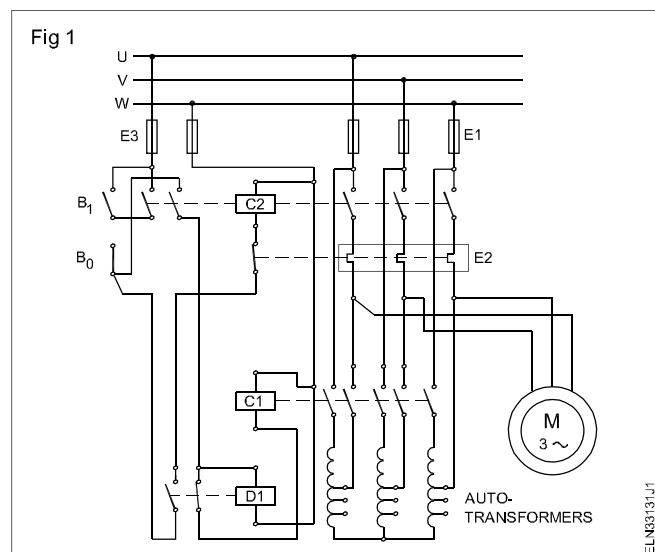 Fig 1
U
V
W
E3
E1
B1
C2
B0
E2
C1
M
3 ~
D1
AUTO-
TRANSFORMERS
ELN33131J1